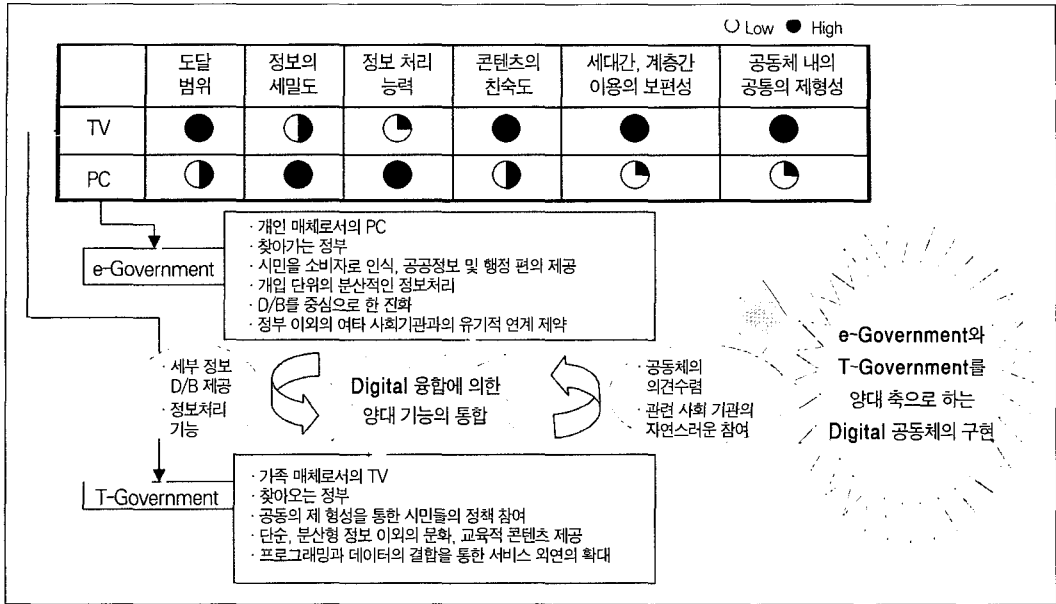 Low High
도달 범위
정보의 세밀도
정보 처리 능력
콘텐츠의 친숙도
세대간, 계층간 이용의 보편성
공동체 내의 공통의 제형성
TV
PC
· 개인 매체로서의 PC
· 찾아가는 정부
· 시민을 소비자로 인식, 공공정보 및 행정 편의 제공
· 개입 단위의 분산적인 정보처리
· D/B를 중심으로 한 진화
· 정부 이외의 여타 사회기관과의 유기적 연계 제약
e-Government
· 세부 정보
D/B 제공
· 정보처리
기능
Digital 융합에 의한
양대 기능의 통합
· 공동체의
의견수렴
· 관련 사회 기관의
자연스러운 참여
e-Government와
T-Government를
양대 축으로 하는
Digital 공동체의 구현
T-Government
· 가족 매체로서의 TV
· 찾아오는 정부
· 공동의 제 형성을 통한 시민들의 정책 참여
· 단순, 분산형 정보 이외의 문화, 교육적 콘텐츠 제공
· 프로그래밍과 데이터의 결합을 통한 서비스 외연의 확대